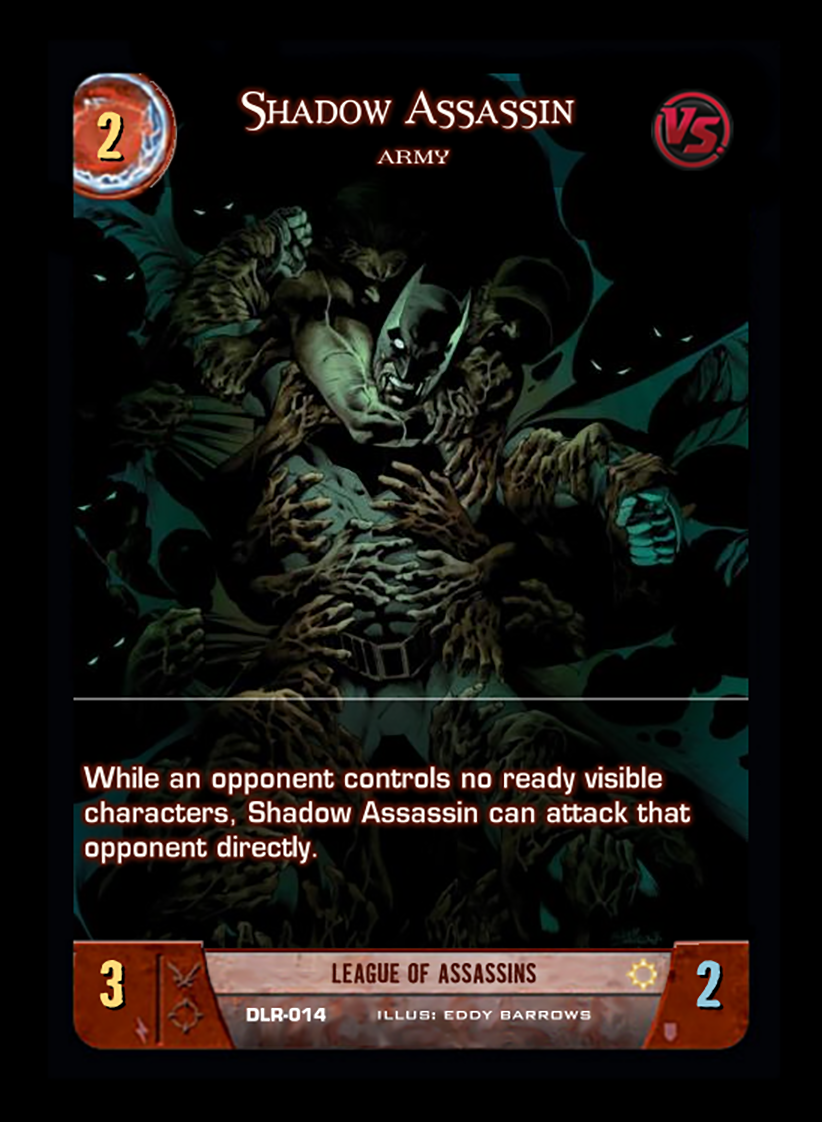 2
Shadow Assassin
VS.
ARMY
While an opponent controls no ready visible
characters, Shadow Assassin can attack that
opponent directly.
3
LEAGUE OF ASSASSINS
2
DLR-014 ILLUS: EDDY BARROWS